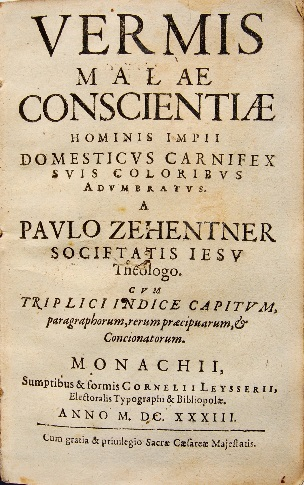 VERMIS
MALAE
CONSCIENTIÆ
HOMINIS IMPII
DOMESTICVS CARNIFEX
SVIS COLORIBVS
ADVMBRATVS.
A
PAVLO ZEHENTNER
SOCIETATIS IESV
Theologo.
CVM
TRIPLICI INDICE CAPITVM,
paragraphorum, rerum præcipuarum, &
Concionatorum.
MONACHII,
Sumptibus & formis CORNELII LEYSSERII,
Electoralis Typographi & Bibliopolæ.
ANNO M. DC. XXXIII.
Cum gratia & priuilegio Sacræ Cæsareæ Majestatis.